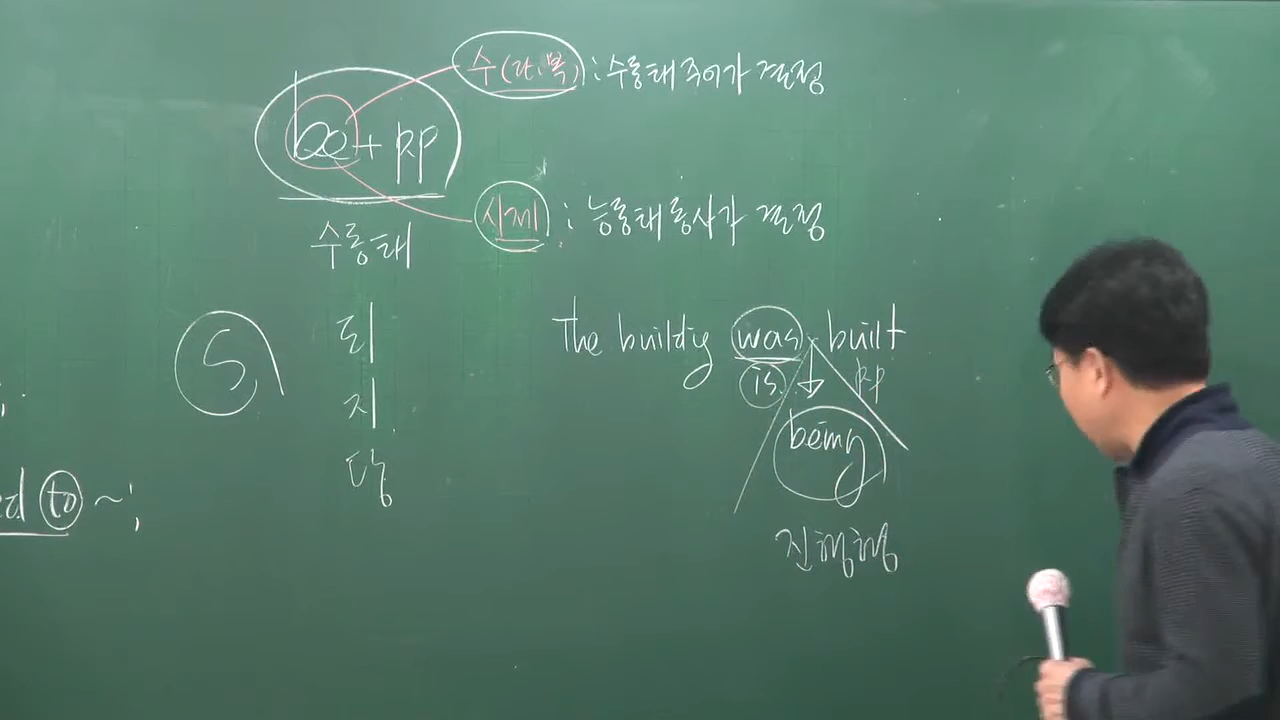 수(단·복) : 수동태 주어가 결정
be + pp
시제 : 능동태 동사가 결정
수동태
The building was built
is. pp
S
되
지
당
being
ed to ~;
진행형